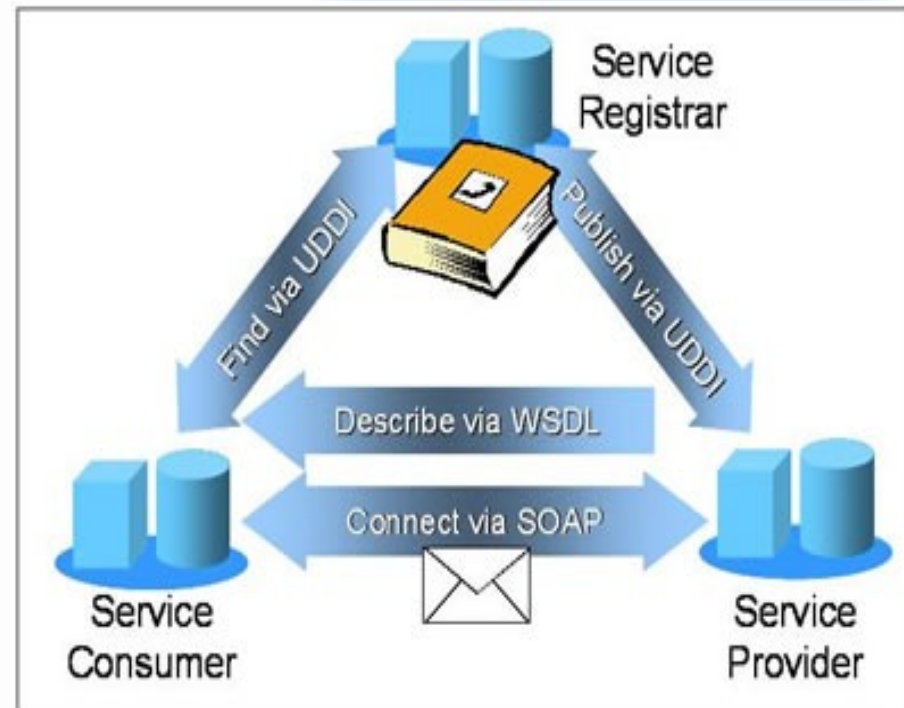 Service
Registrar
Find via UDDI
Publish via UDDI
Describe via WSDL
Connect via SOAP
Service
Consumer
Service
Provider